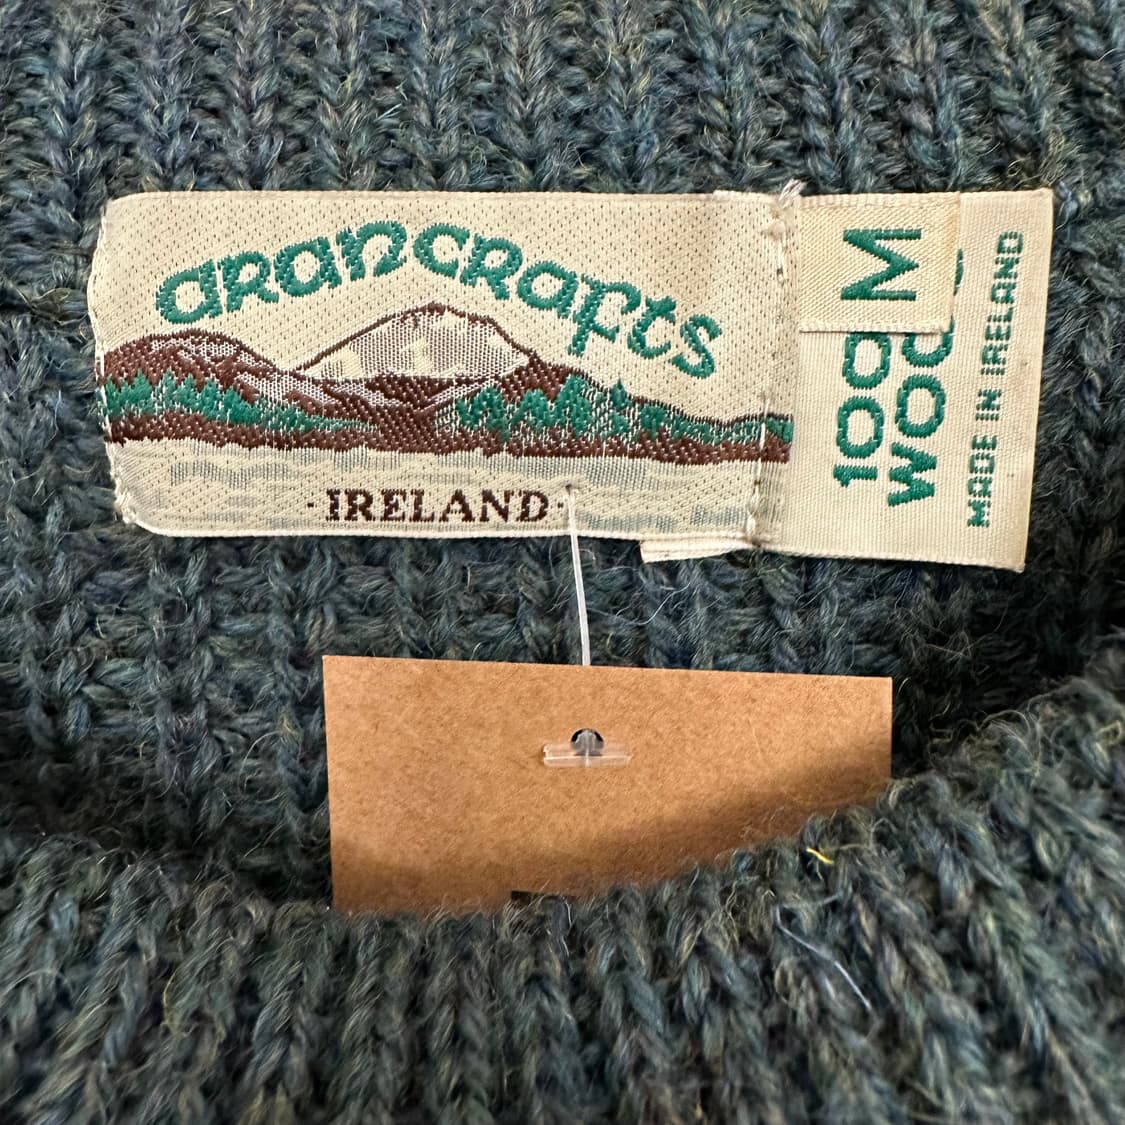 aranCRafts
·IRELAND·
M
100
WOOL
MADE IN IRELAND